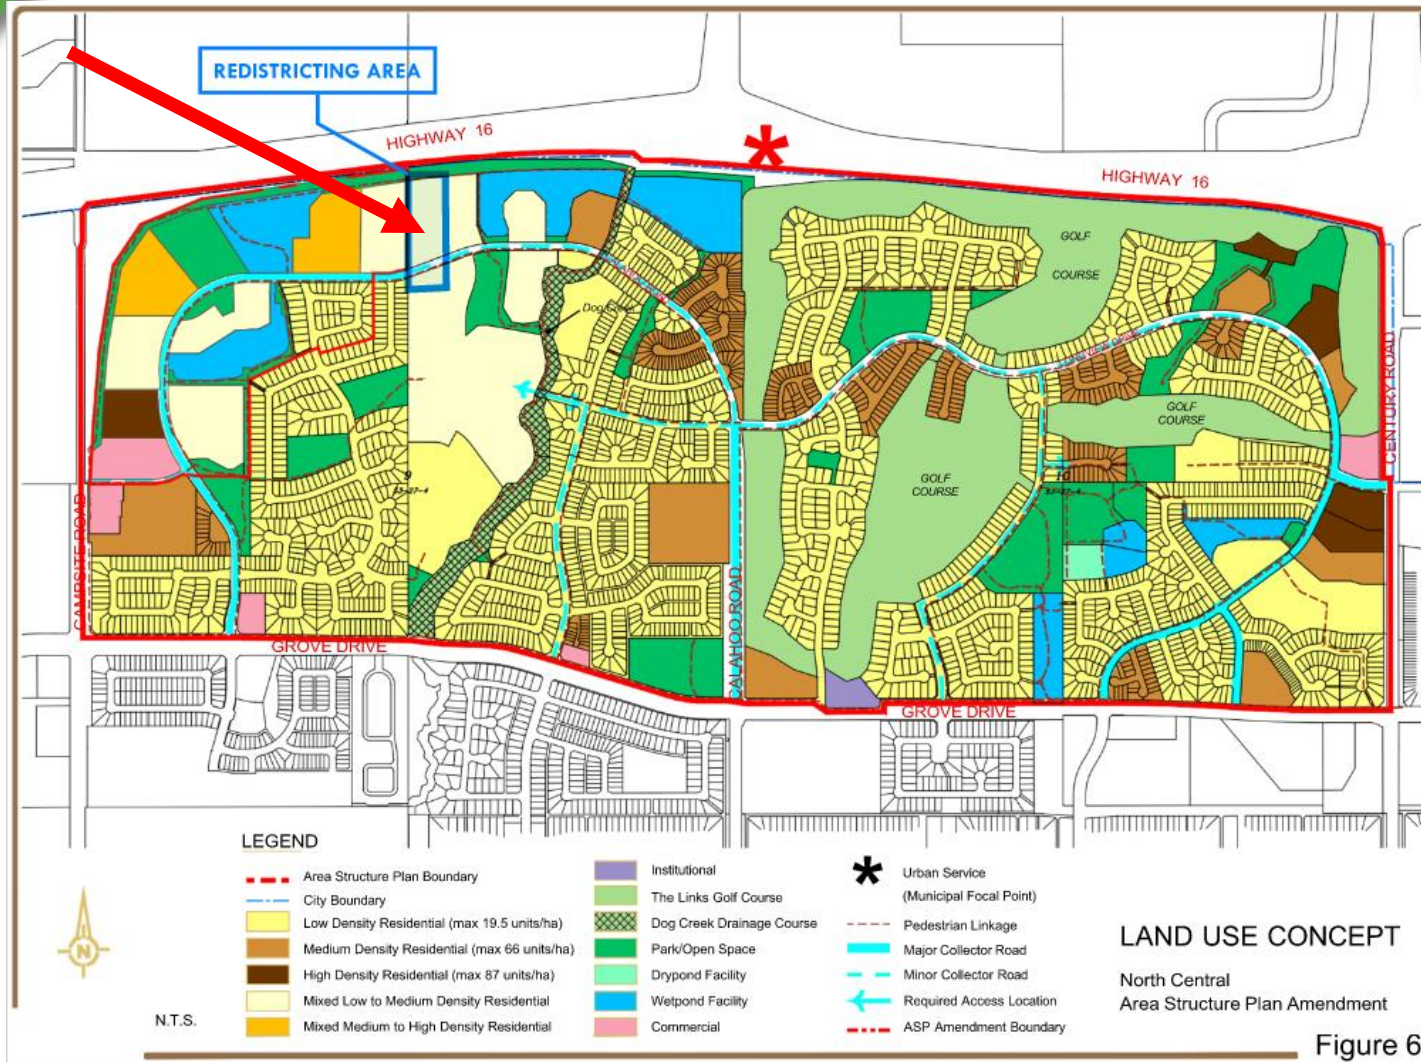 REDISTRICTING AREA
HIGHWAY 16
HIGHWAY 16
GOLF
COURSE
Dog Creek
GOLF
COURSE
GOLF
COURSE
9
10
CAMPSITE ROAD
CALAHOO ROAD
CENTURY ROAD
GROVE DRIVE
GROVE DRIVE
LEGEND
Area Structure Plan Boundary
City Boundary
Low Density Residential (max 19.5 units/ha)
Medium Density Residential (max 66 units/ha)
High Density Residential (max 87 units/ha)
Mixed Low to Medium Density Residential
Mixed Medium to High Density Residential
Institutional
The Links Golf Course
Dog Creek Drainage Course
Park/Open Space
Drypond Facility
Wetpond Facility
Commercial
Urban Service
(Municipal Focal Point)
Pedestrian Linkage
Major Collector Road
Minor Collector Road
Required Access Location
ASP Amendment Boundary
N
N.T.S.
LAND USE CONCEPT
North Central
Area Structure Plan Amendment
Figure 6